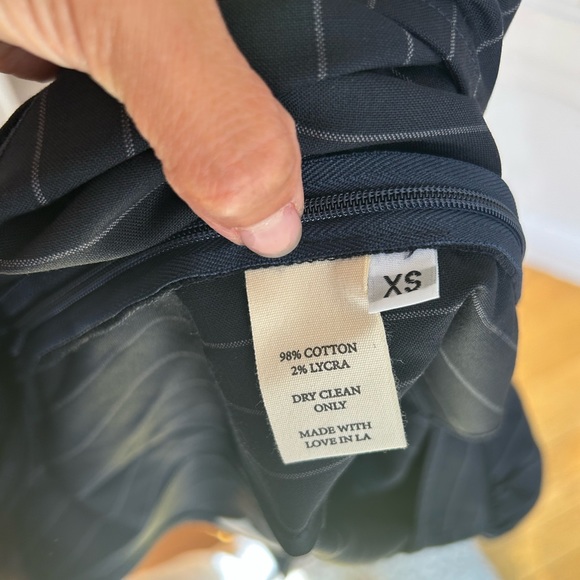 XS
98% COTTON
2% LYCRA
DRY CLEAN
ONLY
MADE WITH
LOVE IN LA